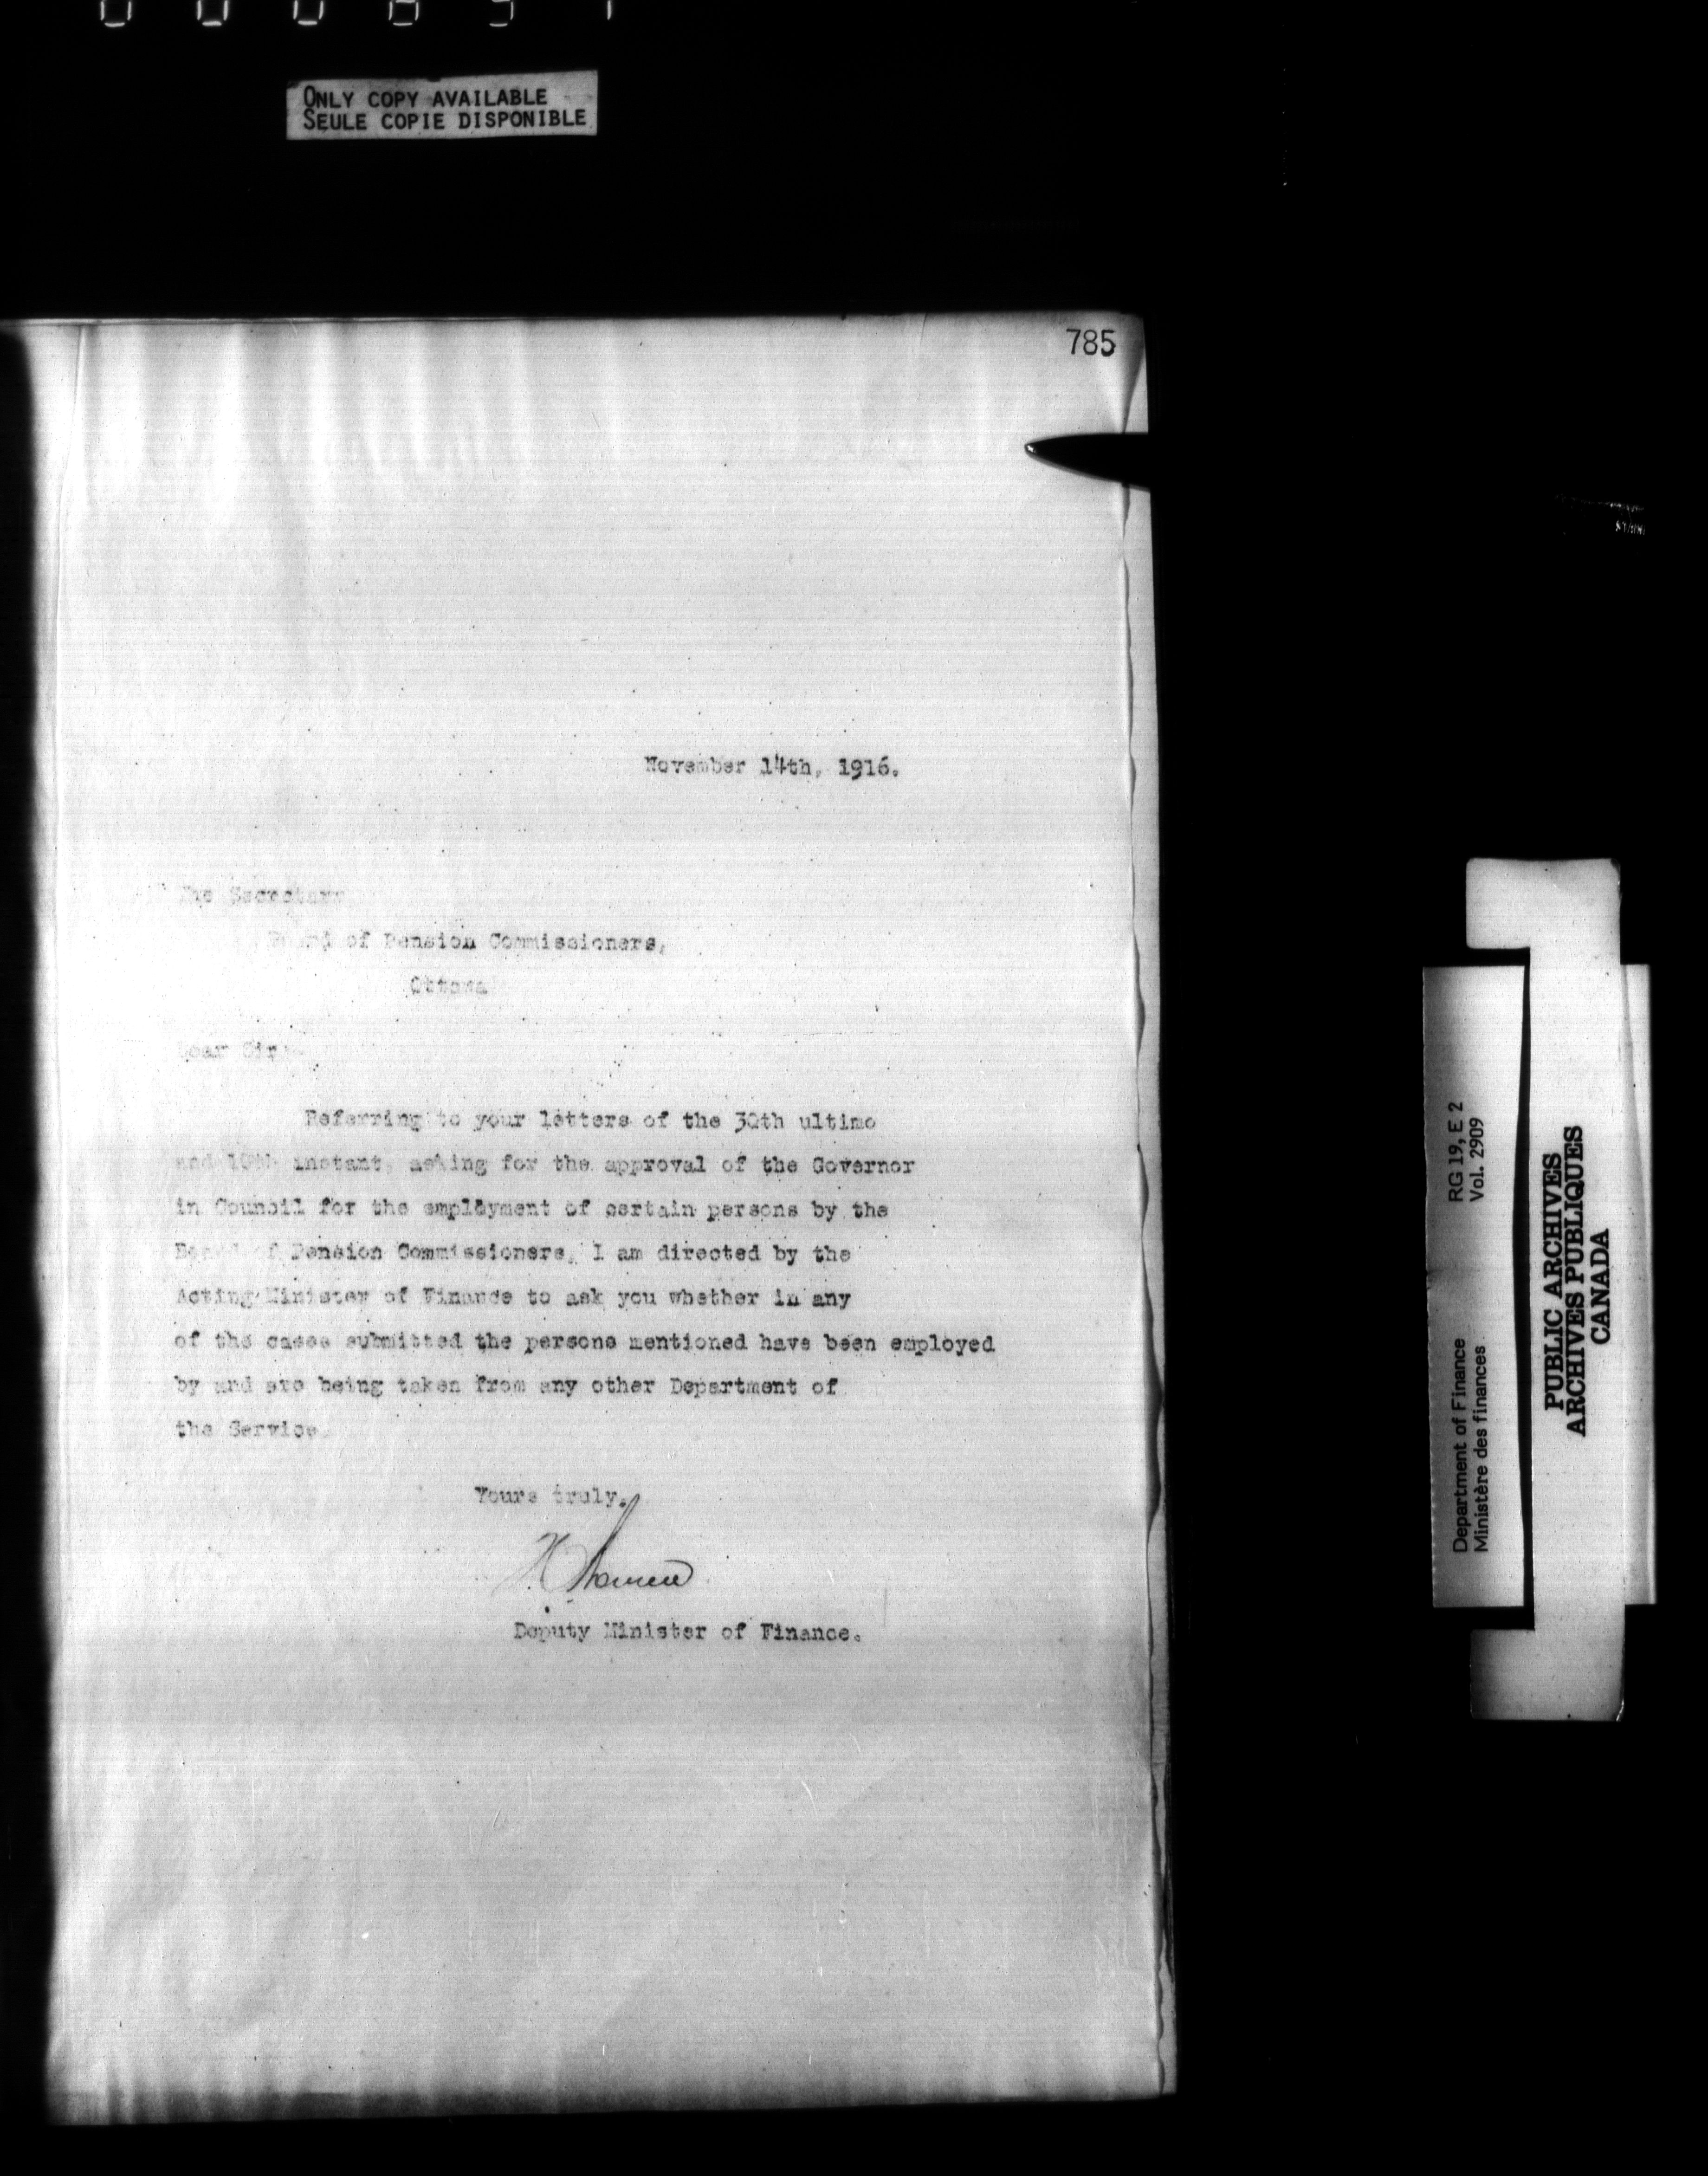 ONLY COPY AVAILABLE
SEULE COPIE DISPONIBLE
785
November 14th, 1916.
The Secretary
Board of Pension Commissioners,
Ottawa
Dear Sir:-
Referring to your letters of the 30th ultimo
and 10th instant, asking for the approval of the Governor
in Council for the employment of certain persons by the
Board of Pension Commissioners, I am directed by the
Acting Minister of Finance to ask you whether in any
of the cases submitted the persons mentioned have been employed
by and are being taken from any other Department of
the Service.
Yours truly,
Deputy Minister of Finance.
Department of Finance RG 19, E 2
Ministère des finances Vol. 2909
PUBLIC ARCHIVES
ARCHIVES PUBLIQUES
CANADA